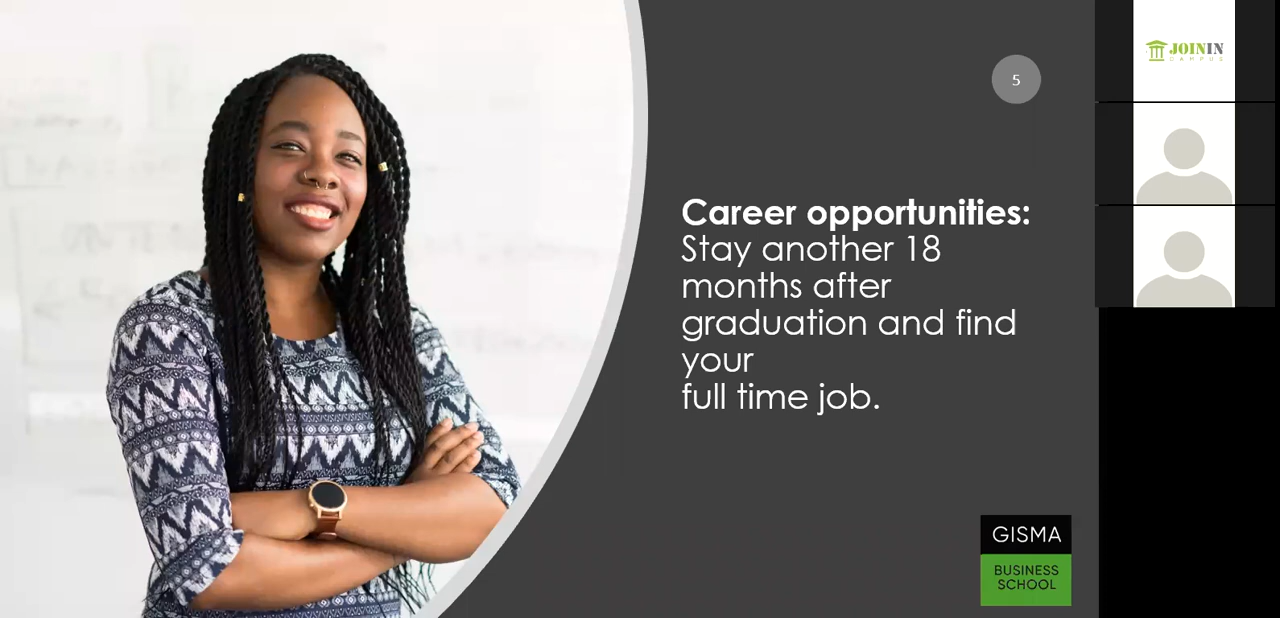 5
Career opportunities:
Stay another 18
months after
graduation and find
your
full time job.
GISMA
BUSINESS
SCHOOL
JOININ
CAMPUS